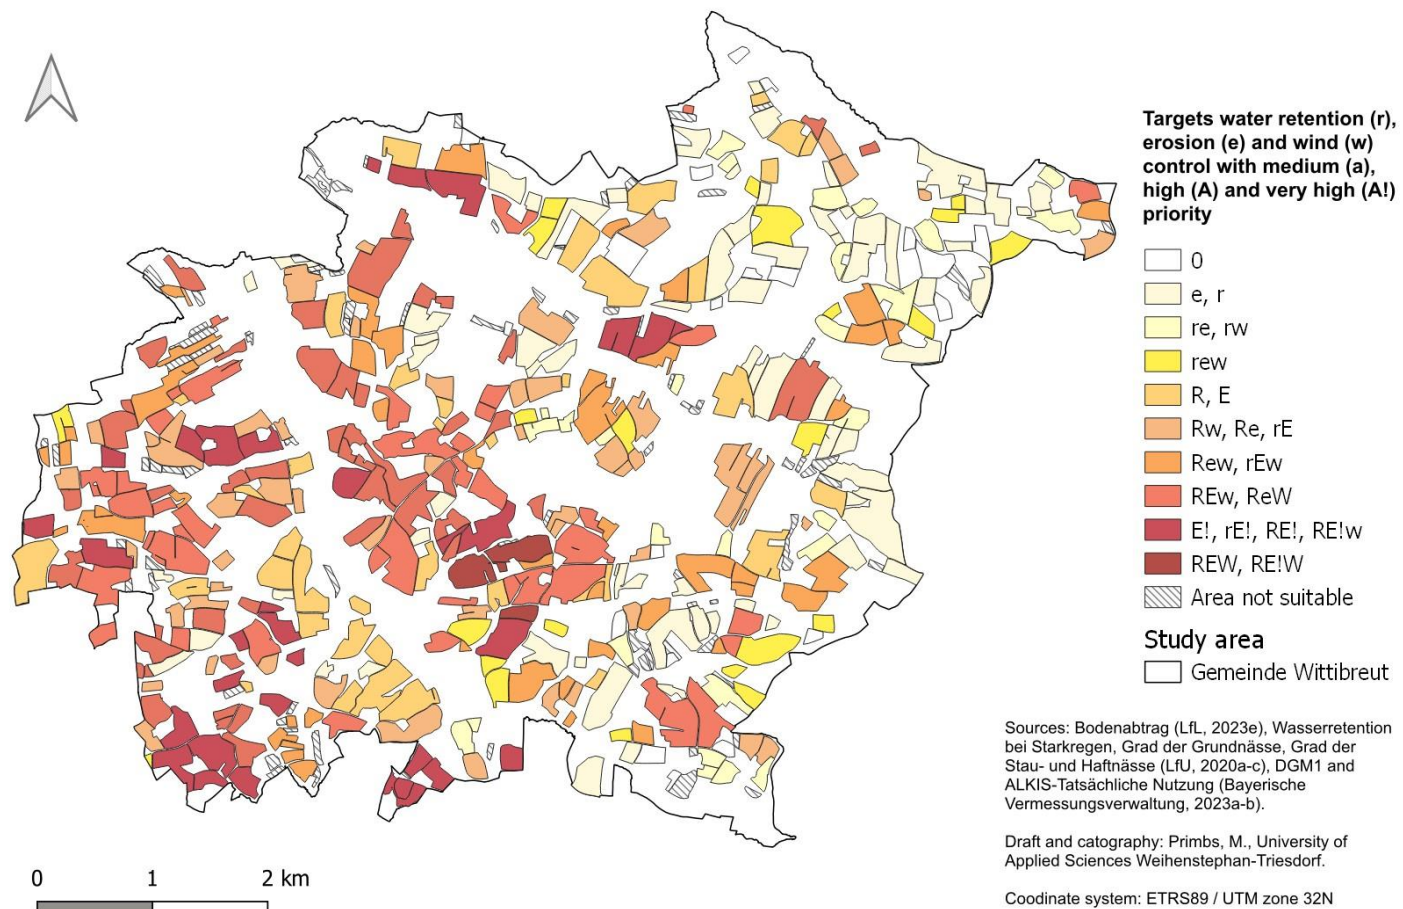 Targets water retention (r),
erosion (e) and wind (w)
control with medium (a),
high (A) and very high (A!)
priority
0
e, r
re, rw
rew
R, E
Rw, Re, rE
Rew, rEw
REw, ReW
E!, rE!, RE!, RE!w
REW, RE!W
Area not suitable
Study area
Gemeinde Wittibreut
Sources: Bodenabtrag (LfL, 2023e), Wasserretention
bei Starkregen, Grad der Grundnässe, Grad der
Stau- und Haftnässe (LfU, 2020a-c), DGM1 and
ALKIS-Tatsächliche Nutzung (Bayerische
Vermessungsverwaltung, 2023a-b).
Draft and catography: Primbs, M., University of
Applied Sciences Weihenstephan-Triesdorf.
Coodinate system: ETRS89 / UTM zone 32N
0 1 2 km